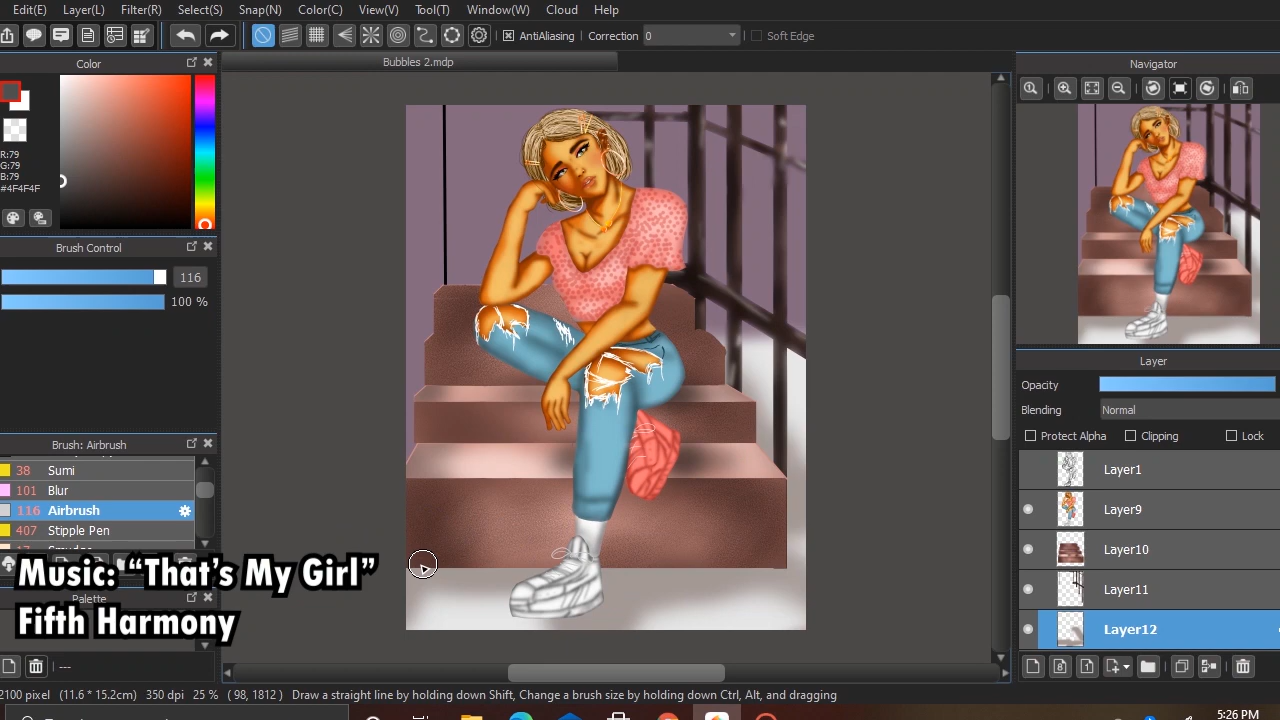 Edit(E) Layer(L) Filter(R) Select(S) Snap(N) Color(C) View(V) Tool(T) Window(W) Cloud Help
AntiAliasing Correction 0 Soft Edge
Color
Bubbles 2.mdp
Navigator
R:79
G:79
B:79
#4F4F4F
Brush Control
116
100 %
Layer
Opacity
Blending Normal
Protect Alpha Clipping Lock
Brush: Airbrush
38 Sumi
101 Blur
116 Airbrush
407 Stipple Pen
Layer1
Layer9
Layer10
Layer11
Layer12
Music: “That’s My Girl”
Palette
Fifth Harmony
---
2100 pixel (11.6 * 15.2cm) 350 dpi 25 % ( 98, 1812 ) Draw a straight line by holding down Shift, Change a brush size by holding down Ctrl, Alt, and dragging
5:26 PM